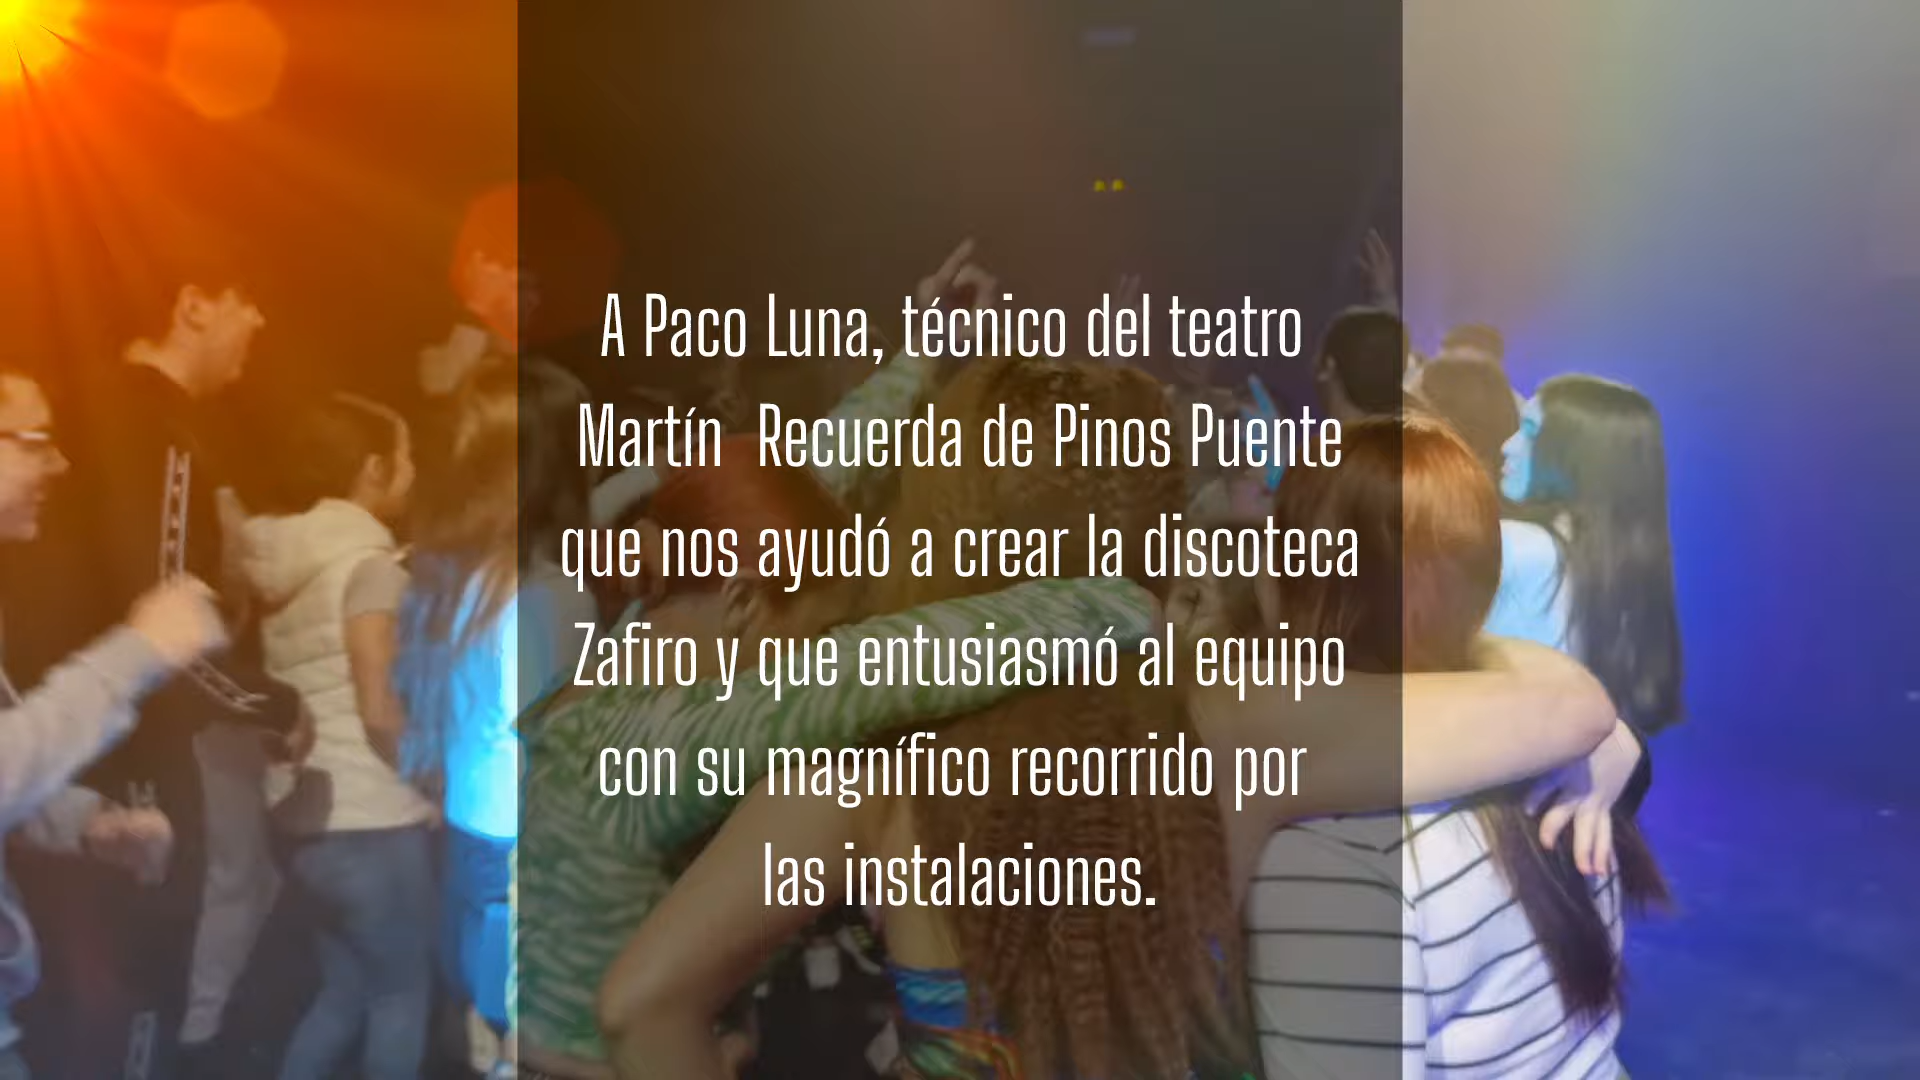 A Paco Luna, técnico del teatro
Martín  Recuerda de Pinos Puente
que nos ayudó a crear la discoteca
Zafiro y que entusiasmó al equipo
con su magnífico recorrido por
las instalaciones.